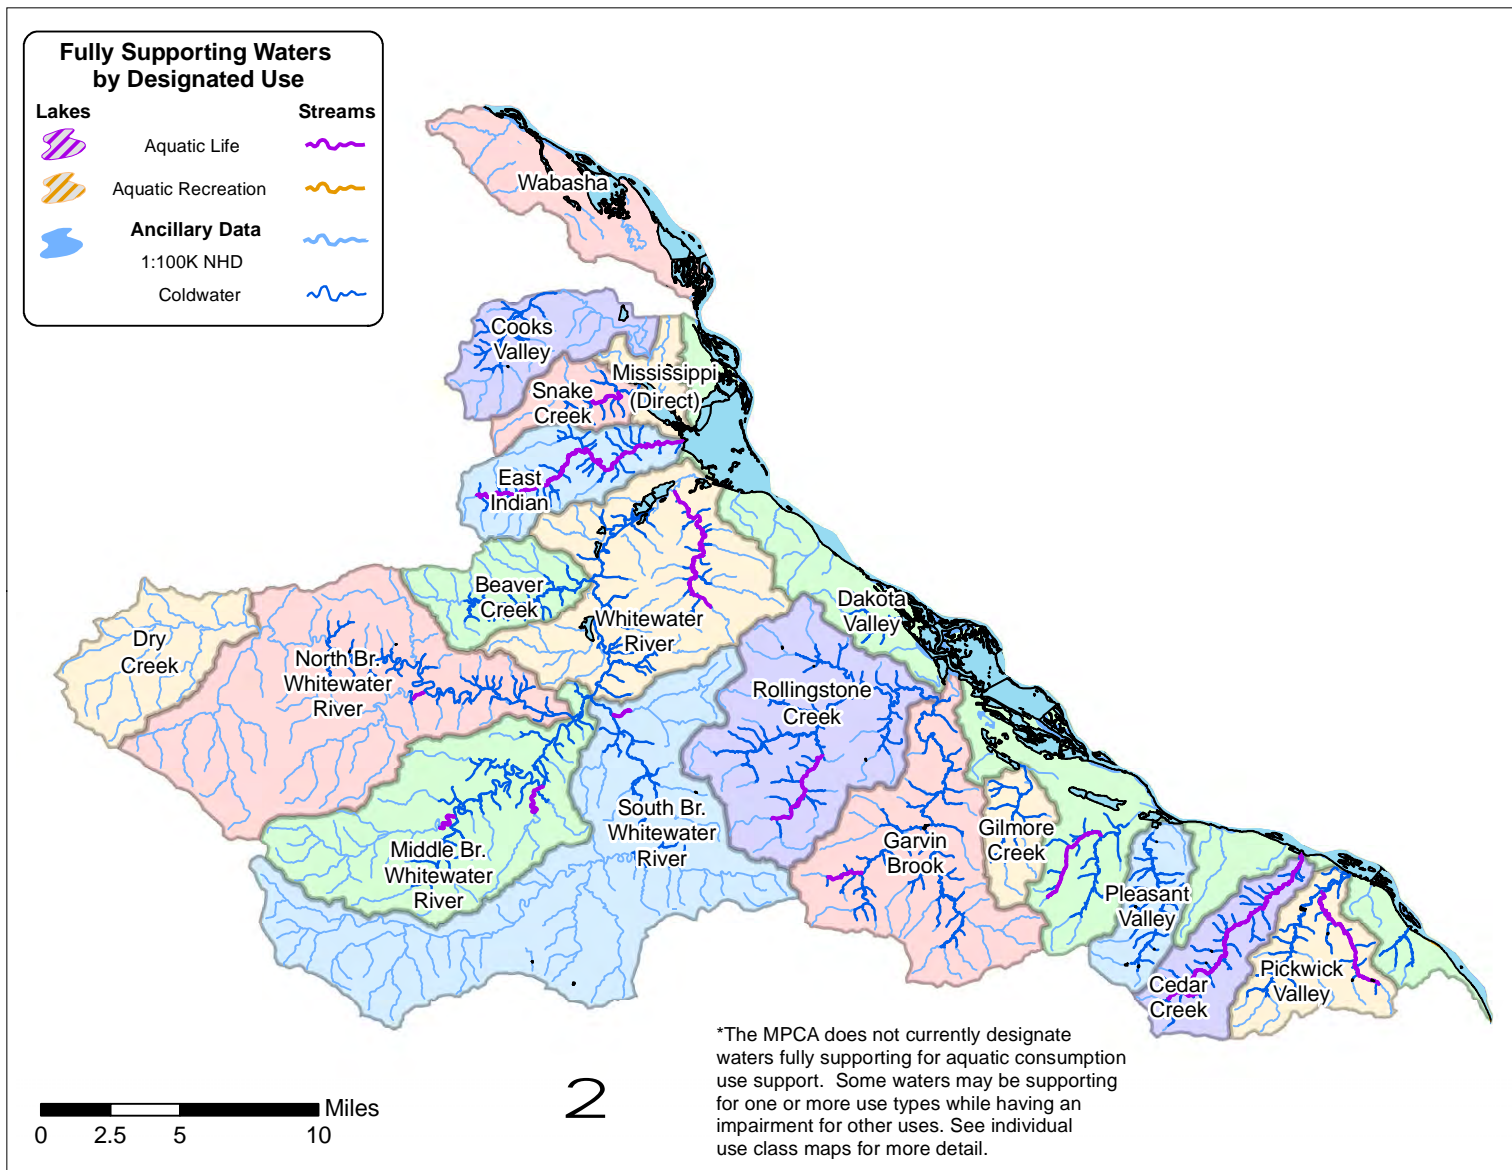 Fully Supporting Waters
by Designated Use
Lakes
Streams
Aquatic Life
Aquatic Recreation
Ancillary Data
1:100K NHD
Coldwater
Wabasha
Cooks
Valley
Mississippi
(Direct)
Snake
Creek
East
Indian
Beaver
Creek
Whitewater
River
Dakota
Valley
Dry
Creek
North Br.
Whitewater
River
Rollingstone
Creek
South Br.
Whitewater
River
Middle Br.
Whitewater
River
Garvin
Brook
Gilmore
Creek
Pleasant
Valley
Cedar
Creek
Pickwick
Valley
*The MPCA does not currently designate
waters fully supporting for aquatic consumption
use support. Some waters may be supporting
for one or more use types while having an
impairment for other uses. See individual
use class maps for more detail.
2
Miles
0 2.5 5 10